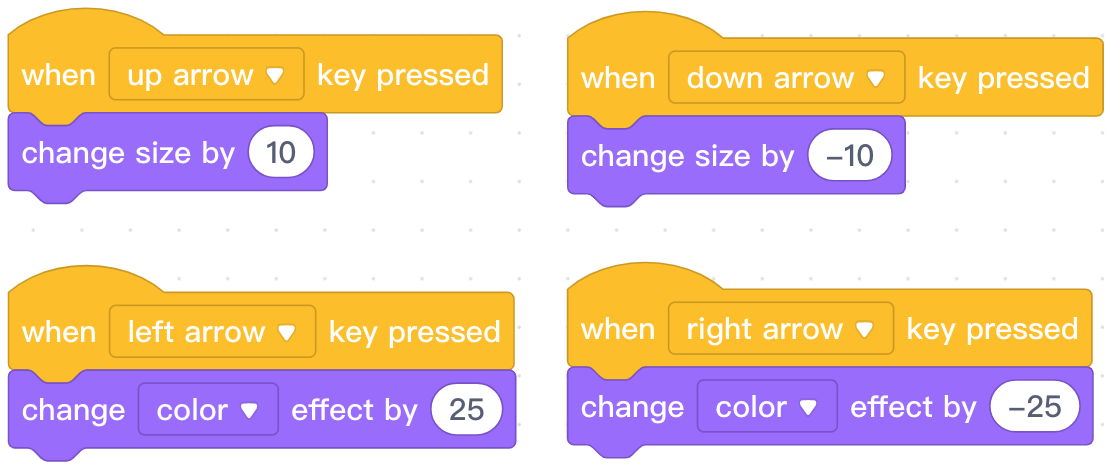 when up arrow key pressed
change size by 10
when down arrow key pressed
change size by –10
when left arrow key pressed
change color effect by 25
when right arrow key pressed
change color effect by –25